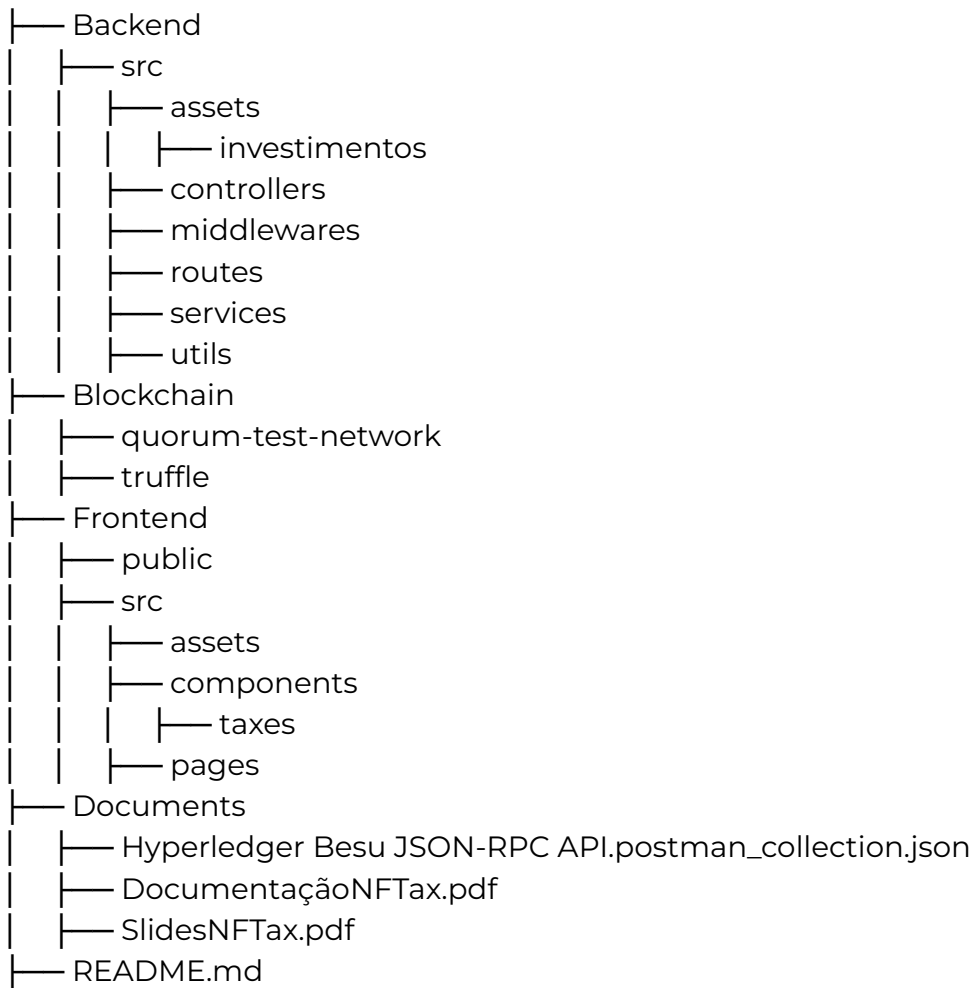 ├── Backend
│   ├── src
│   │   ├── assets
│   │   │   ├── investimentos
│   │   ├── controllers
│   │   ├── middlewares
│   │   ├── routes
│   │   ├── services
│   │   ├── utils
├── Blockchain
│   ├── quorum-test-network
│   ├── truffle
├── Frontend
│   ├── public
│   ├── src
│   │   ├── assets
│   │   ├── components
│   │   │   ├── taxes
│   │   ├── pages
├── Documents
│   ├── Hyperledger Besu JSON-RPC API.postman_collection.json
│   ├── DocumentaçãoNFTax.pdf
│   ├── SlidesNFTax.pdf
├── README.md